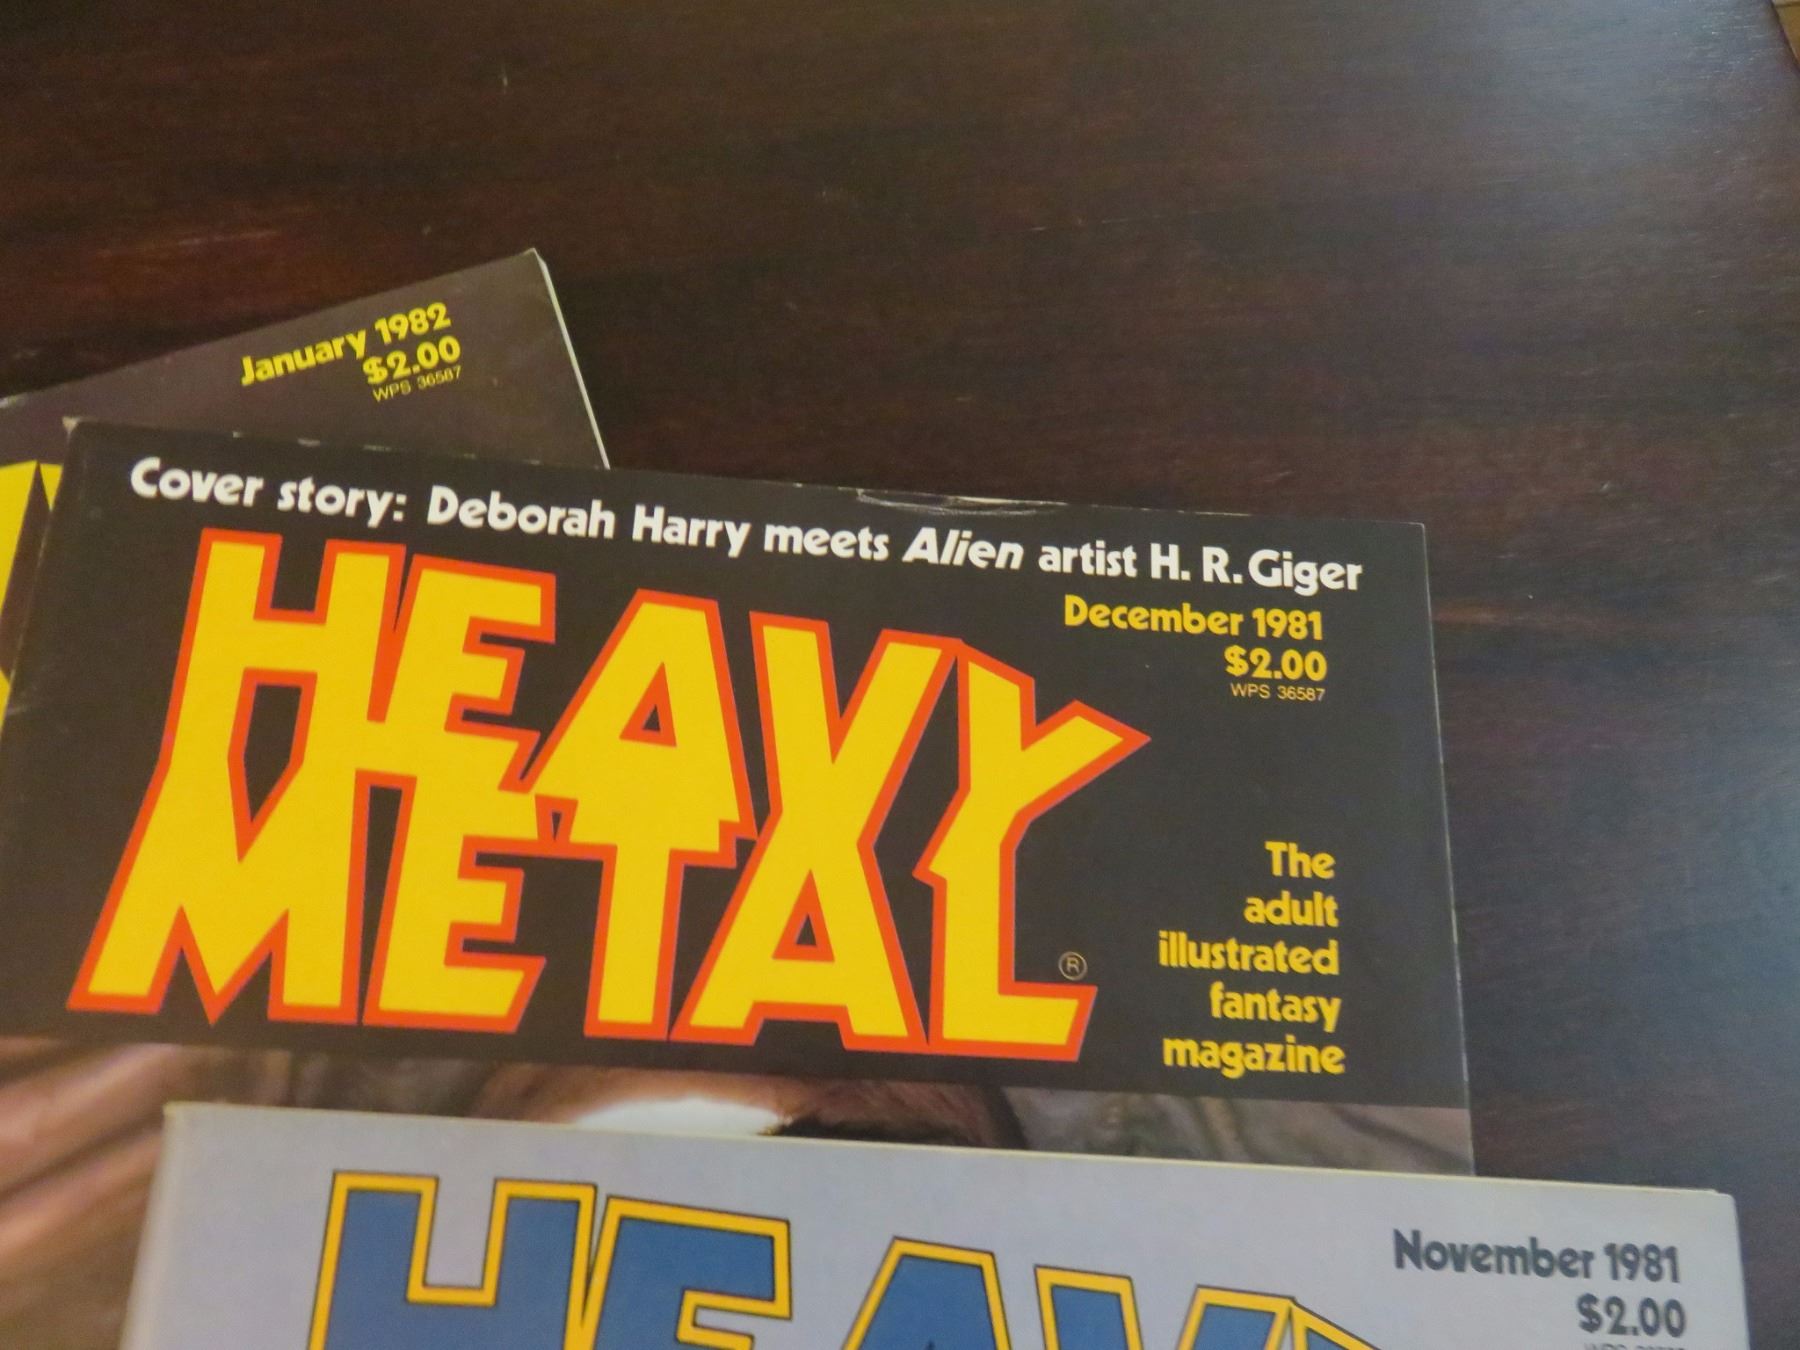 January 1982
$2.00
WPS 36587
Cover story: Deborah Harry meets Alien artist H. R. Giger
HEAVY
METAL
®
December 1981
$2.00
WPS 36587
The
adult
illustrated
fantasy
magazine
HEAVY
November 1981
$2.00